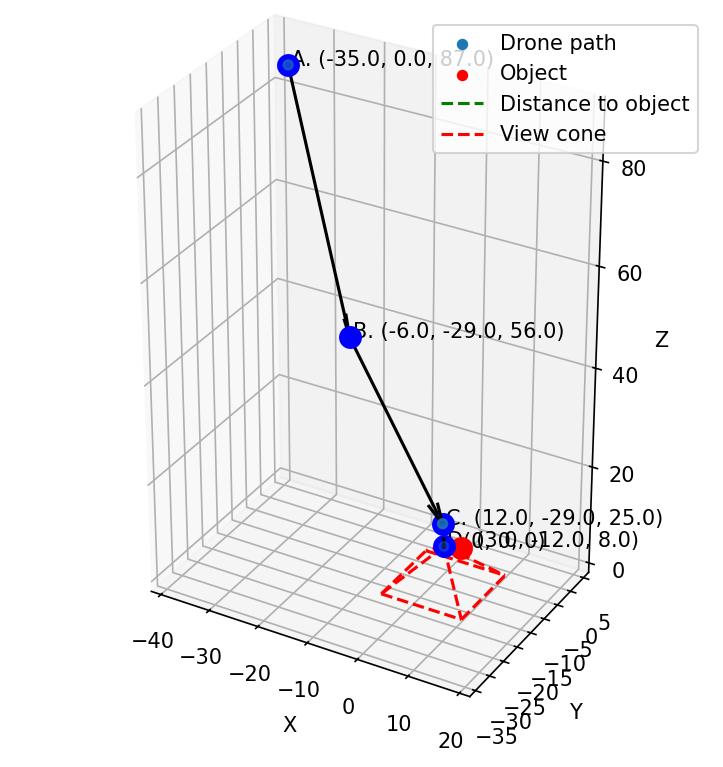 A. (-35.0, 0.0, 87.0)
Drone path
Object
Distance to object
View cone
B. (-6.0, -29.0, 56.0)
C. (12.0, -29.0, 25.0)
(3.0, -12.0, 8.0)
80
60
40
20
0
Z
−40
−30
−20
−10
0
10
20
X
−35
−30
−25
−20
−15
−10
−5
0
5
Y